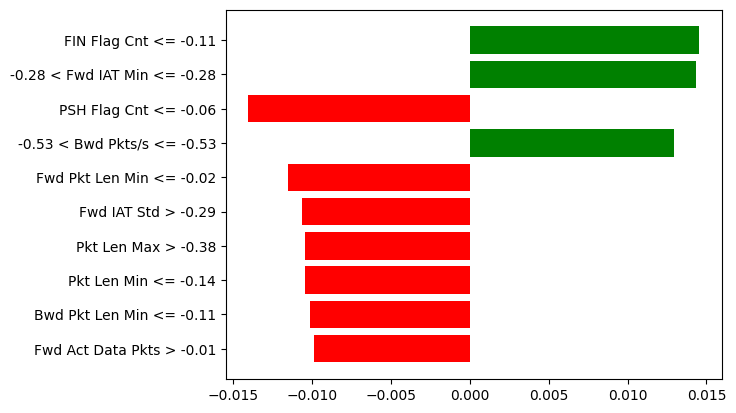 FIN Flag Cnt <= -0.11
-0.28 < Fwd IAT Min <= -0.28
PSH Flag Cnt <= -0.06
-0.53 < Bwd Pkts/s <= -0.53
Fwd Pkt Len Min <= -0.02
Fwd IAT Std > -0.29
Pkt Len Max > -0.38
Pkt Len Min <= -0.14
Bwd Pkt Len Min <= -0.11
Fwd Act Data Pkts > -0.01
−0.015 −0.010 −0.005 0.000 0.005 0.010 0.015